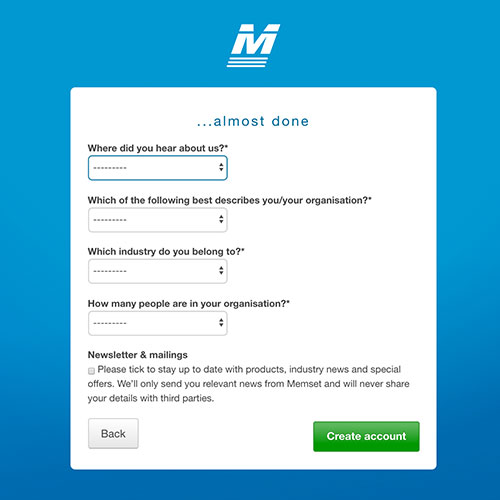 M
...almost done
Where did you hear about us?*
---------
Which of the following best describes you/your organisation?*
---------
Which industry do you belong to?*
---------
How many people are in your organisation?*
---------
Newsletter & mailings
Please tick to stay up to date with products, industry news and special
offers. We'll only send you relevant news from Memset and will never share
your details with third parties.
Back
Create account